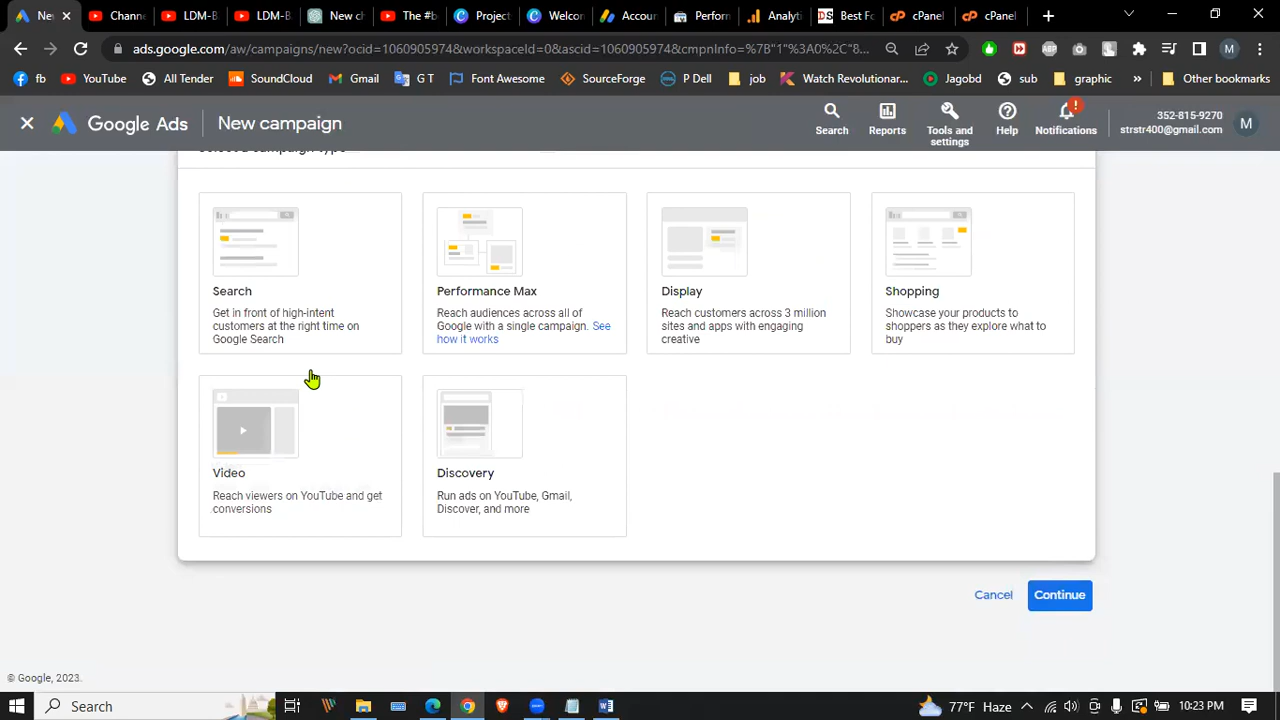 Ne
Chann
LDM-B
LDM-B
New ch
The #b
Project
Welcon
Accoun
Perform
Analyti
Best Fo
cPanel
cPanel
ads.google.com/aw/campaigns/new?ocid=1060905974&workspaceId=0&ascid=1060905974&cmpnInfo=%7B"1"%3A0%2C"8...
fb
YouTube
All Tender
SoundCloud
Gmail
G T
Font Awesome
SourceForge
P Dell
job
Watch Revolutionar...
Jagobd
sub
graphic
Other bookmarks
Google Ads
New campaign
Search
Reports
Tools and
settings
Help
Notifications
352-815-9270
strstr400@gmail.com
M
Search
Get in front of high-intent
customers at the right time on
Google Search
Performance Max
Reach audiences across all of
Google with a single campaign. See
how it works
Display
Reach customers across 3 million
sites and apps with engaging
creative
Shopping
Showcase your products to
shoppers as they explore what to
buy
Video
Reach viewers on YouTube and get
conversions
Discovery
Run ads on YouTube, Gmail,
Discover, and more
Cancel
Continue
© Google, 2023.
Search
77°F Haze
10:23 PM